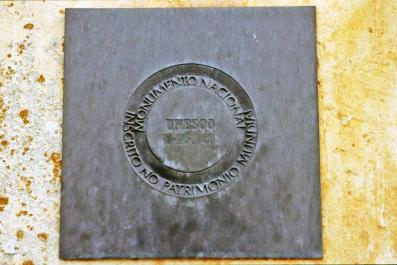 MONUMENTO NACIONAL
UNESCO
INSCRITO NO PATRIMONIO MUNDIAL